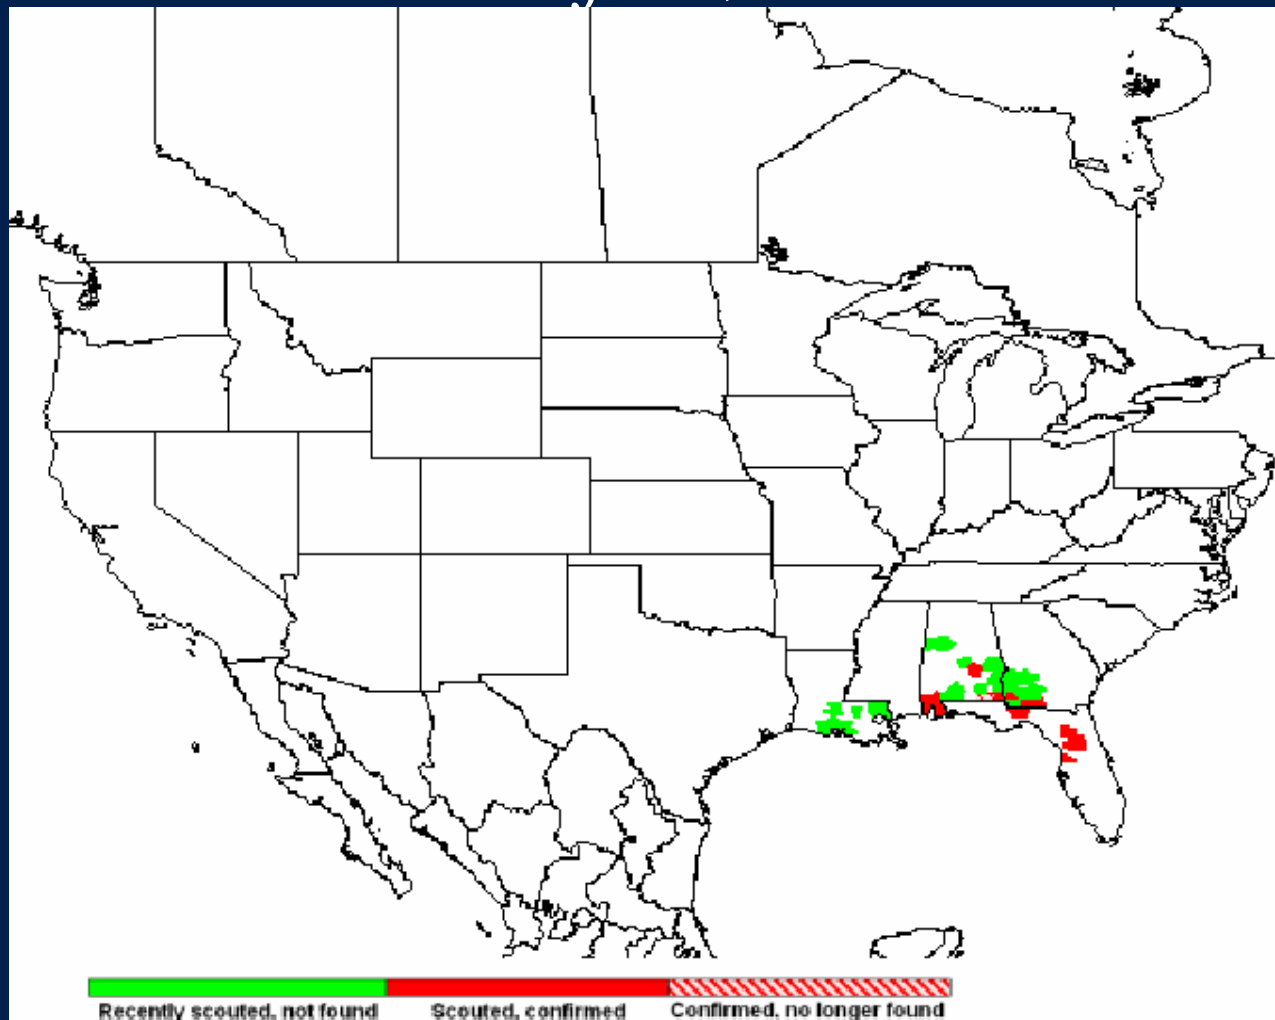 Recently scouted, not found
Scouted, confirmed
Confirmed, no longer found